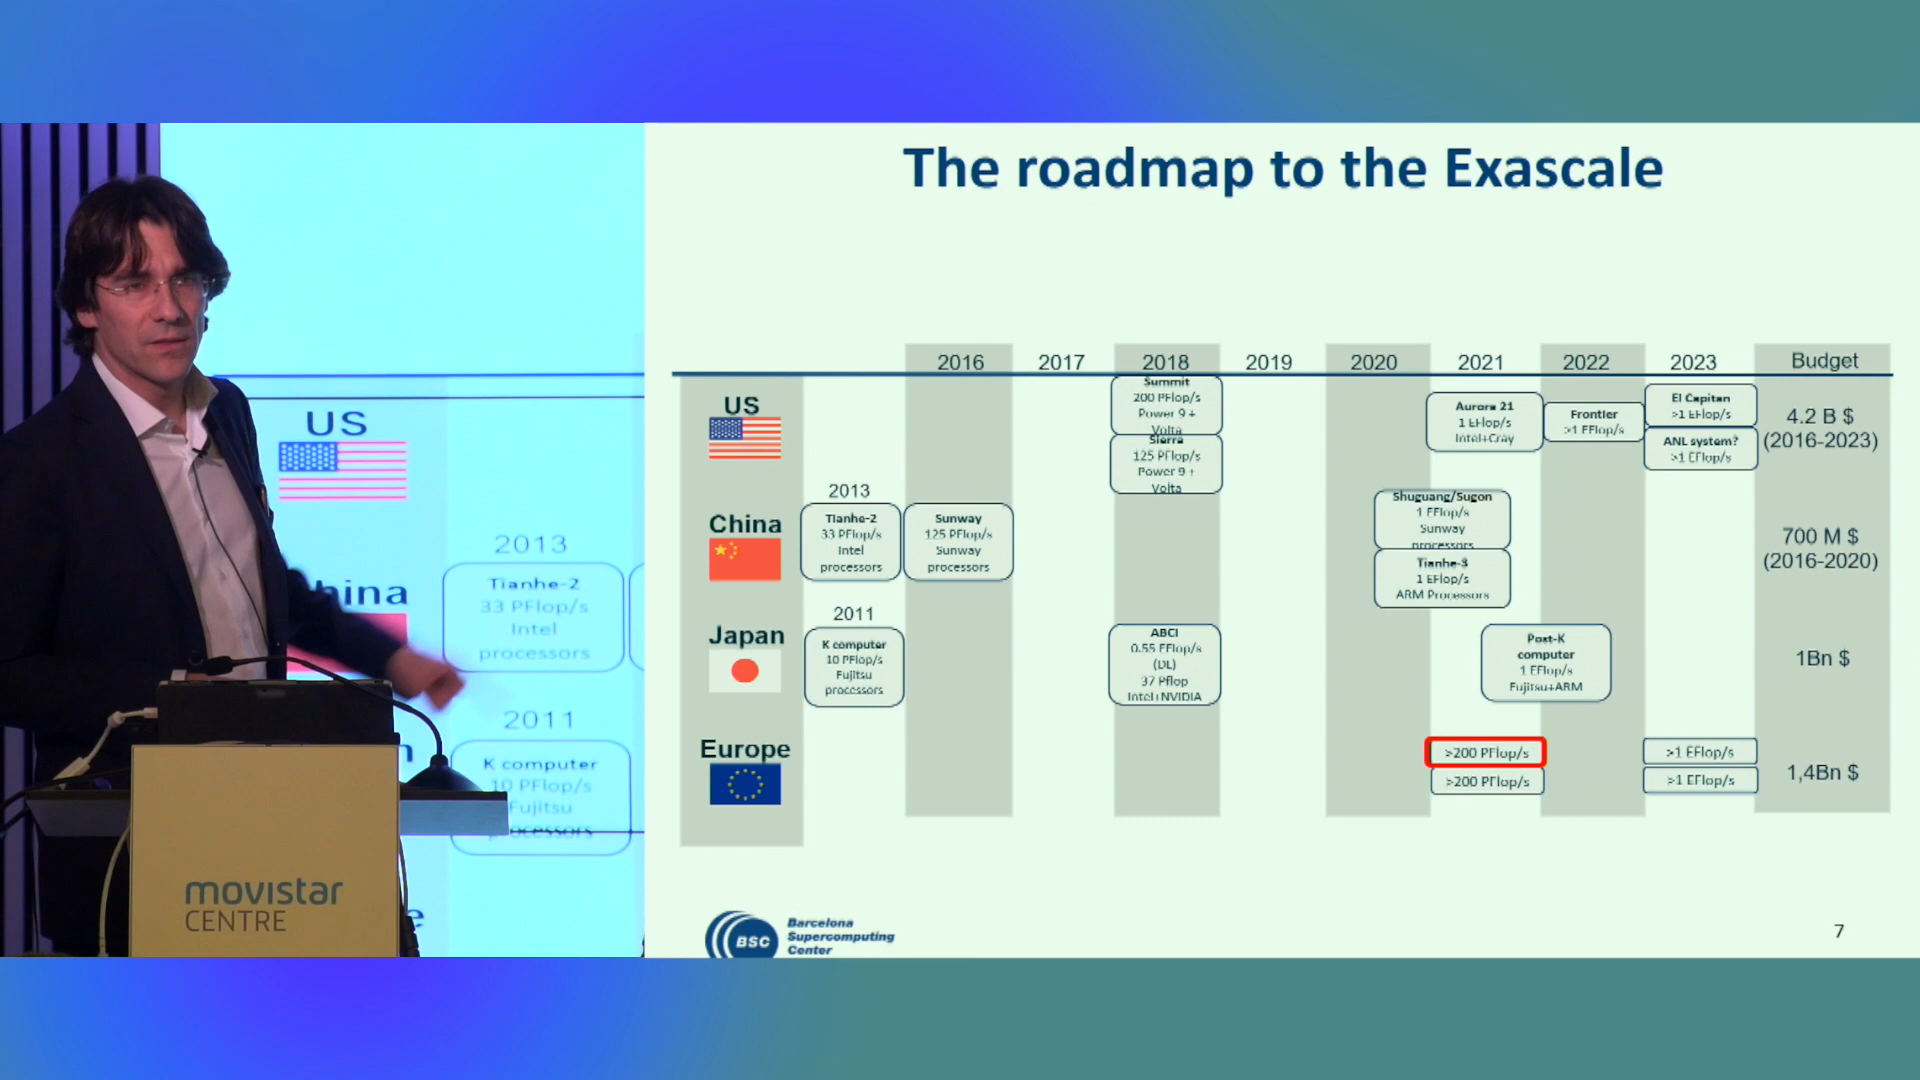 The roadmap to the Exascale
2016 2017 2018 2019 2020 2021 2022 2023 Budget
US
Summit
200 PFlop/s
Power 9 +
Volta
Sierra
125 PFlop/s
Power 9 +
Volta
Aurora 21
1 EFlop/s
Intel+Cray
Frontier
>1 EFlop/s
El Capitan
>1 EFlop/s
ANL system?
>1 EFlop/s
4.2 B $
(2016-2023)
China
2013
Tianhe-2
33 PFlop/s
Intel
processors
Sunway
125 PFlop/s
Sunway
processors
Shuguang/Sugon
1 EFlop/s
Sunway
processors
Tianhe-3
1 EFlop/s
ARM Processors
700 M $
(2016-2020)
Japan
2011
K computer
10 PFlop/s
Fujitsu
processors
ABCI
0.55 EFlop/s
(DL)
37 Pflop
Intel+NVIDIA
Post-K
computer
1 EFlop/s
Fujitsu+ARM
1Bn $
Europe
>200 PFlop/s
>200 PFlop/s
>1 EFlop/s
>1 EFlop/s
1,4Bn $
BSC
Barcelona
Supercomputing
Center
7
US
2013
hina
Tianhe-2
33 PFlop/s
Intel
processors
2011
n
K computer
10 PFlop/s
Fujitsu
processors
e
movistar
CENTRE